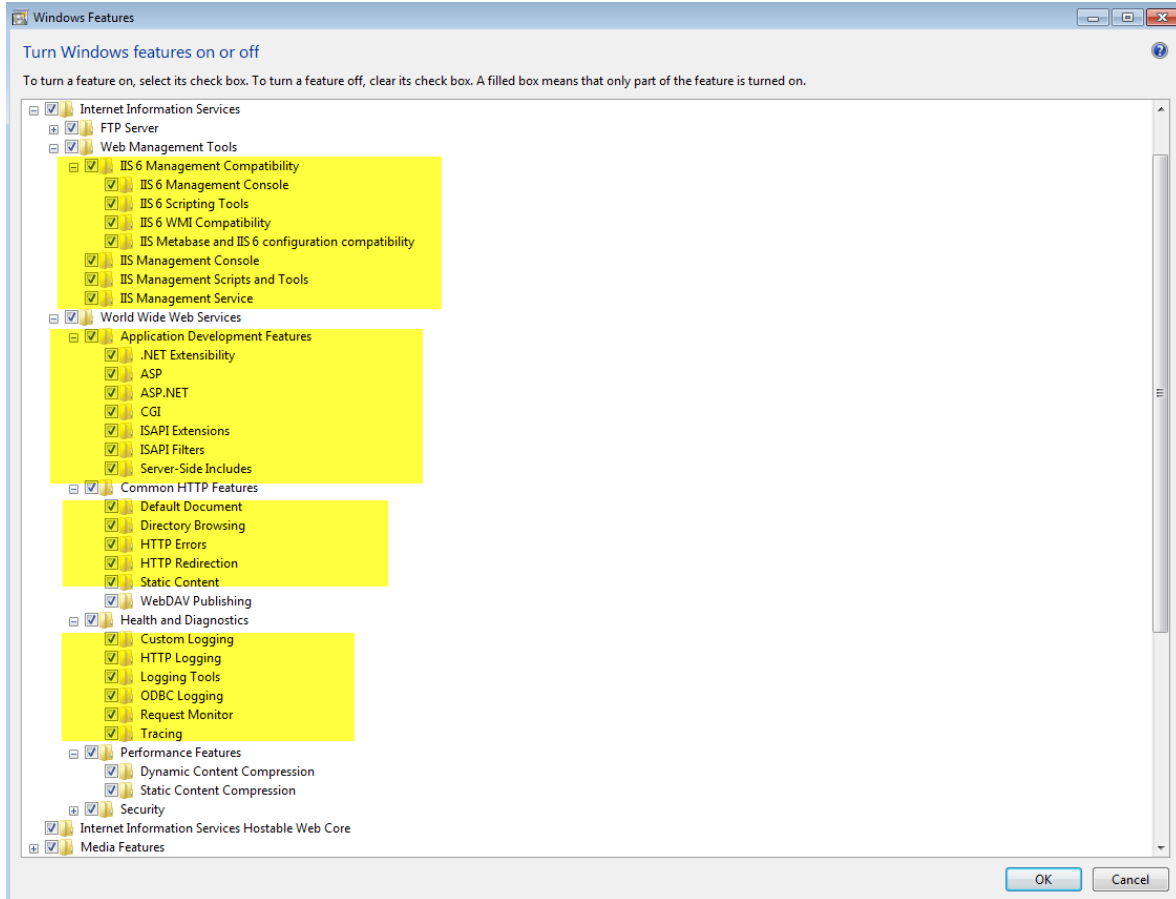 Windows Features
Turn Windows features on or off
To turn a feature on, select its check box. To turn a feature off, clear its check box. A filled box means that only part of the feature is turned on.
Internet Information Services
FTP Server
Web Management Tools
IIS 6 Management Compatibility
IIS 6 Management Console
IIS 6 Scripting Tools
IIS 6 WMI Compatibility
IIS Metabase and IIS 6 configuration compatibility
IIS Management Console
IIS Management Scripts and Tools
IIS Management Service
World Wide Web Services
Application Development Features
.NET Extensibility
ASP
ASP.NET
CGI
ISAPI Extensions
ISAPI Filters
Server-Side Includes
Common HTTP Features
Default Document
Directory Browsing
HTTP Errors
HTTP Redirection
Static Content
WebDAV Publishing
Health and Diagnostics
Custom Logging
HTTP Logging
Logging Tools
ODBC Logging
Request Monitor
Tracing
Performance Features
Dynamic Content Compression
Static Content Compression
Security
Internet Information Services Hostable Web Core
Media Features
OK Cancel